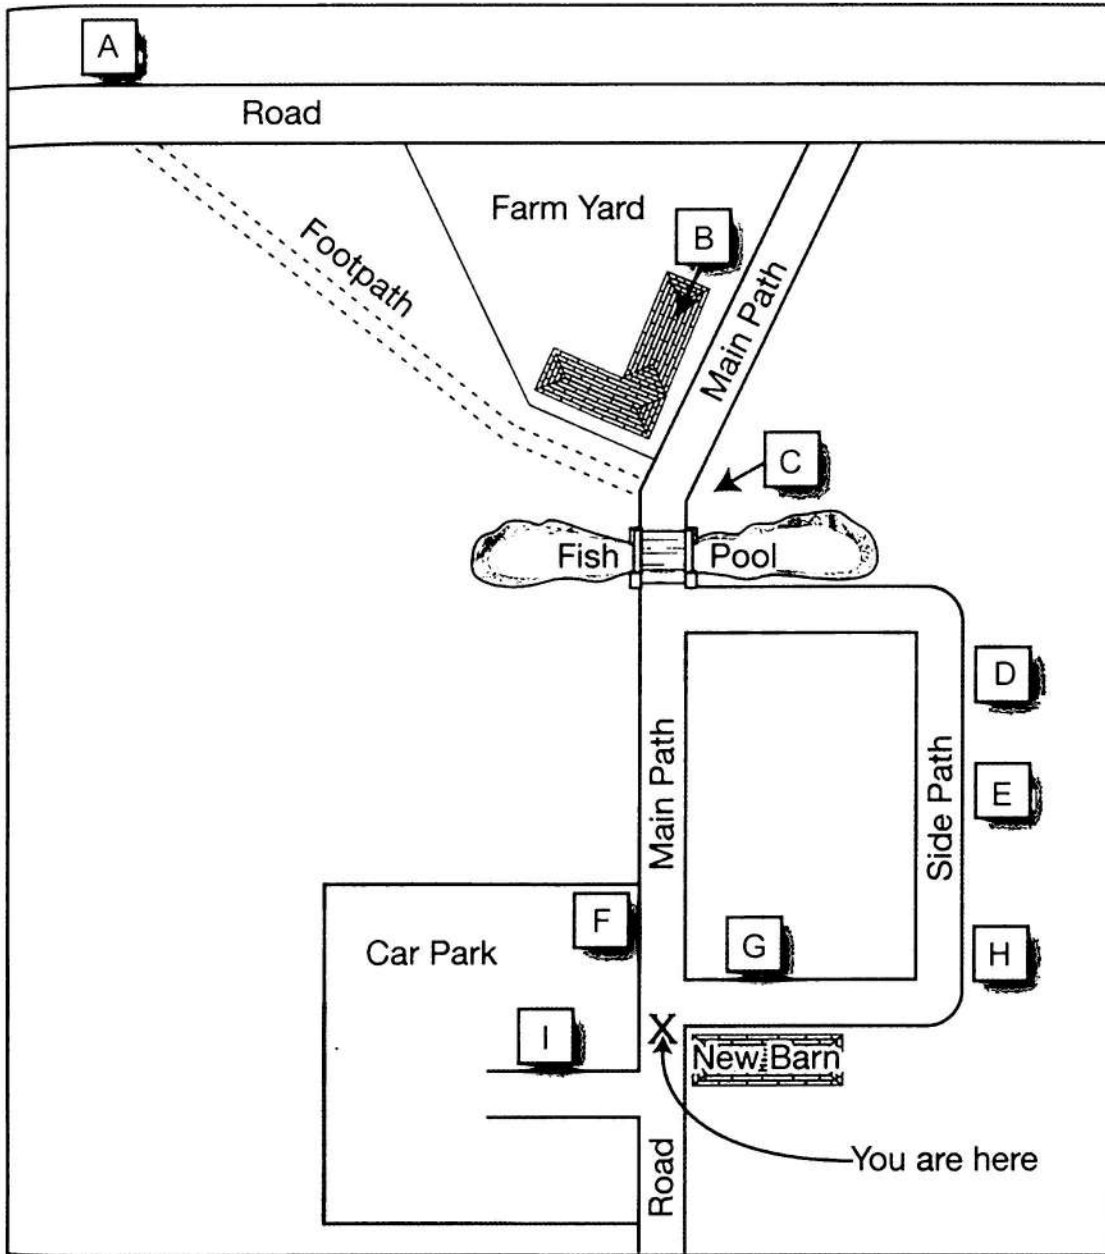 A
Road
Farm Yard
B
Footpath
Main Path
C
Fish Pool
D
Main Path
Side Path
E
F
G
H
Car Park
I
New Barn
You are here
Road
X